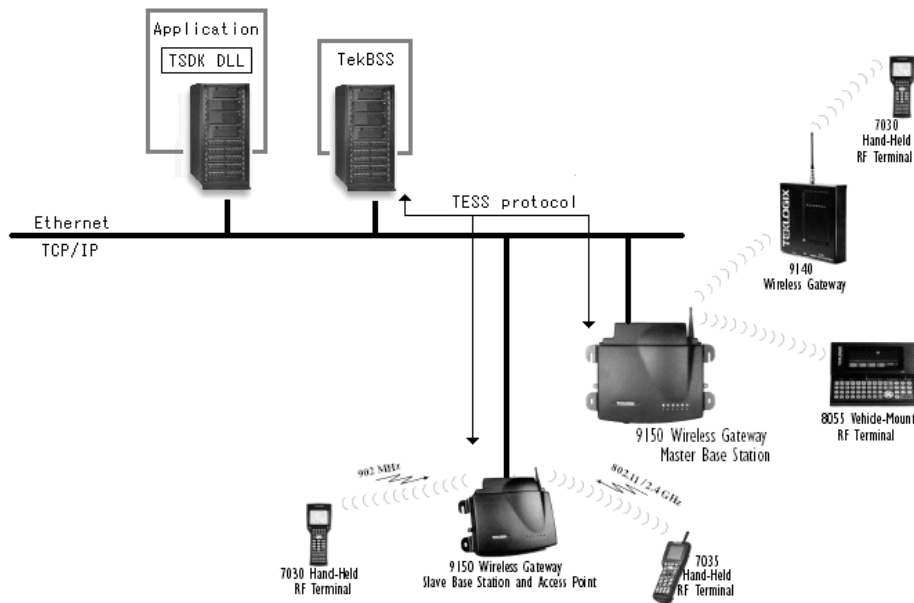 Application
TSDK DLL
TekBSS
7030
Hand-Held
RF Terminal
TESS protocol
Ethernet
TCP/IP
TEKLOGIX
9140
Wireless Gateway
8055 Vehicle-Mount
RF Terminal
9150 Wireless Gateway
Master Base Station
902 MHz
802.11/2.4 GHz
7030 Hand-Held
RF Terminal
9150 Wireless Gateway
Slave Base Station and Access Point
7035
Hand-Held
RF Terminal